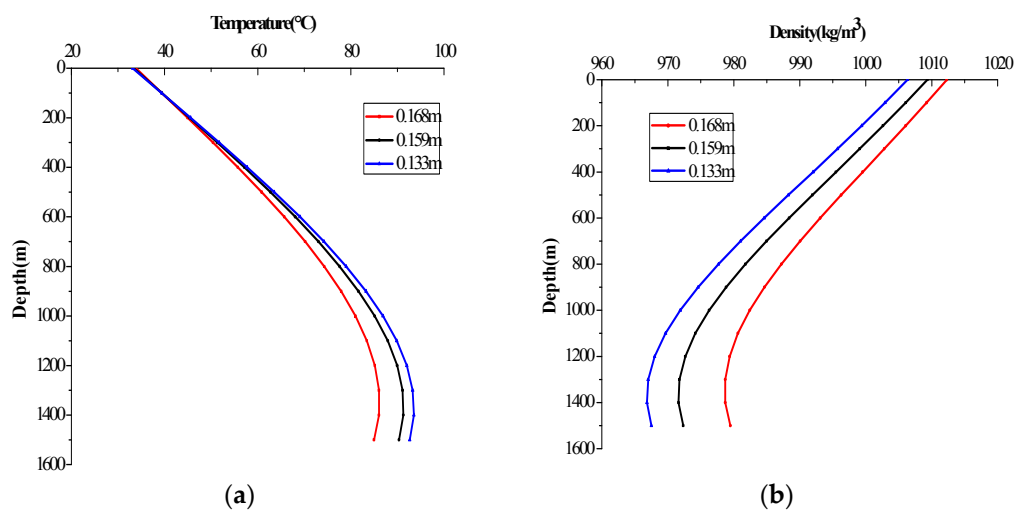 Temperature(°C)
20 40 60 80 100
0
200
400
600
800
1000
1200
1400
1600
Depth(m)
0.168m
0.159m
0.133m
(a)
Density(kg/m³)
960 970 980 990 1000 1010 1020
0
200
400
600
800
1000
1200
1400
1600
Depth(m)
0.168m
0.159m
0.133m
(b)